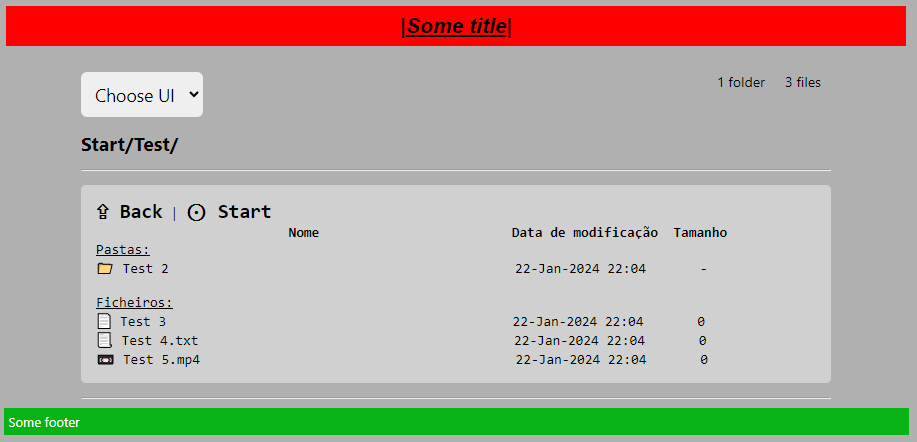 |Some title|
Choose UI
1 folder 3 files
Start/Test/
⇪ Back | ⊙ Start
Nome Data de modificação Tamanho
Pastas:
Test 2 22-Jan-2024 22:04 -
Ficheiros:
Test 3 22-Jan-2024 22:04 0
Test 4.txt 22-Jan-2024 22:04 0
Test 5.mp4 22-Jan-2024 22:04 0
Some footer